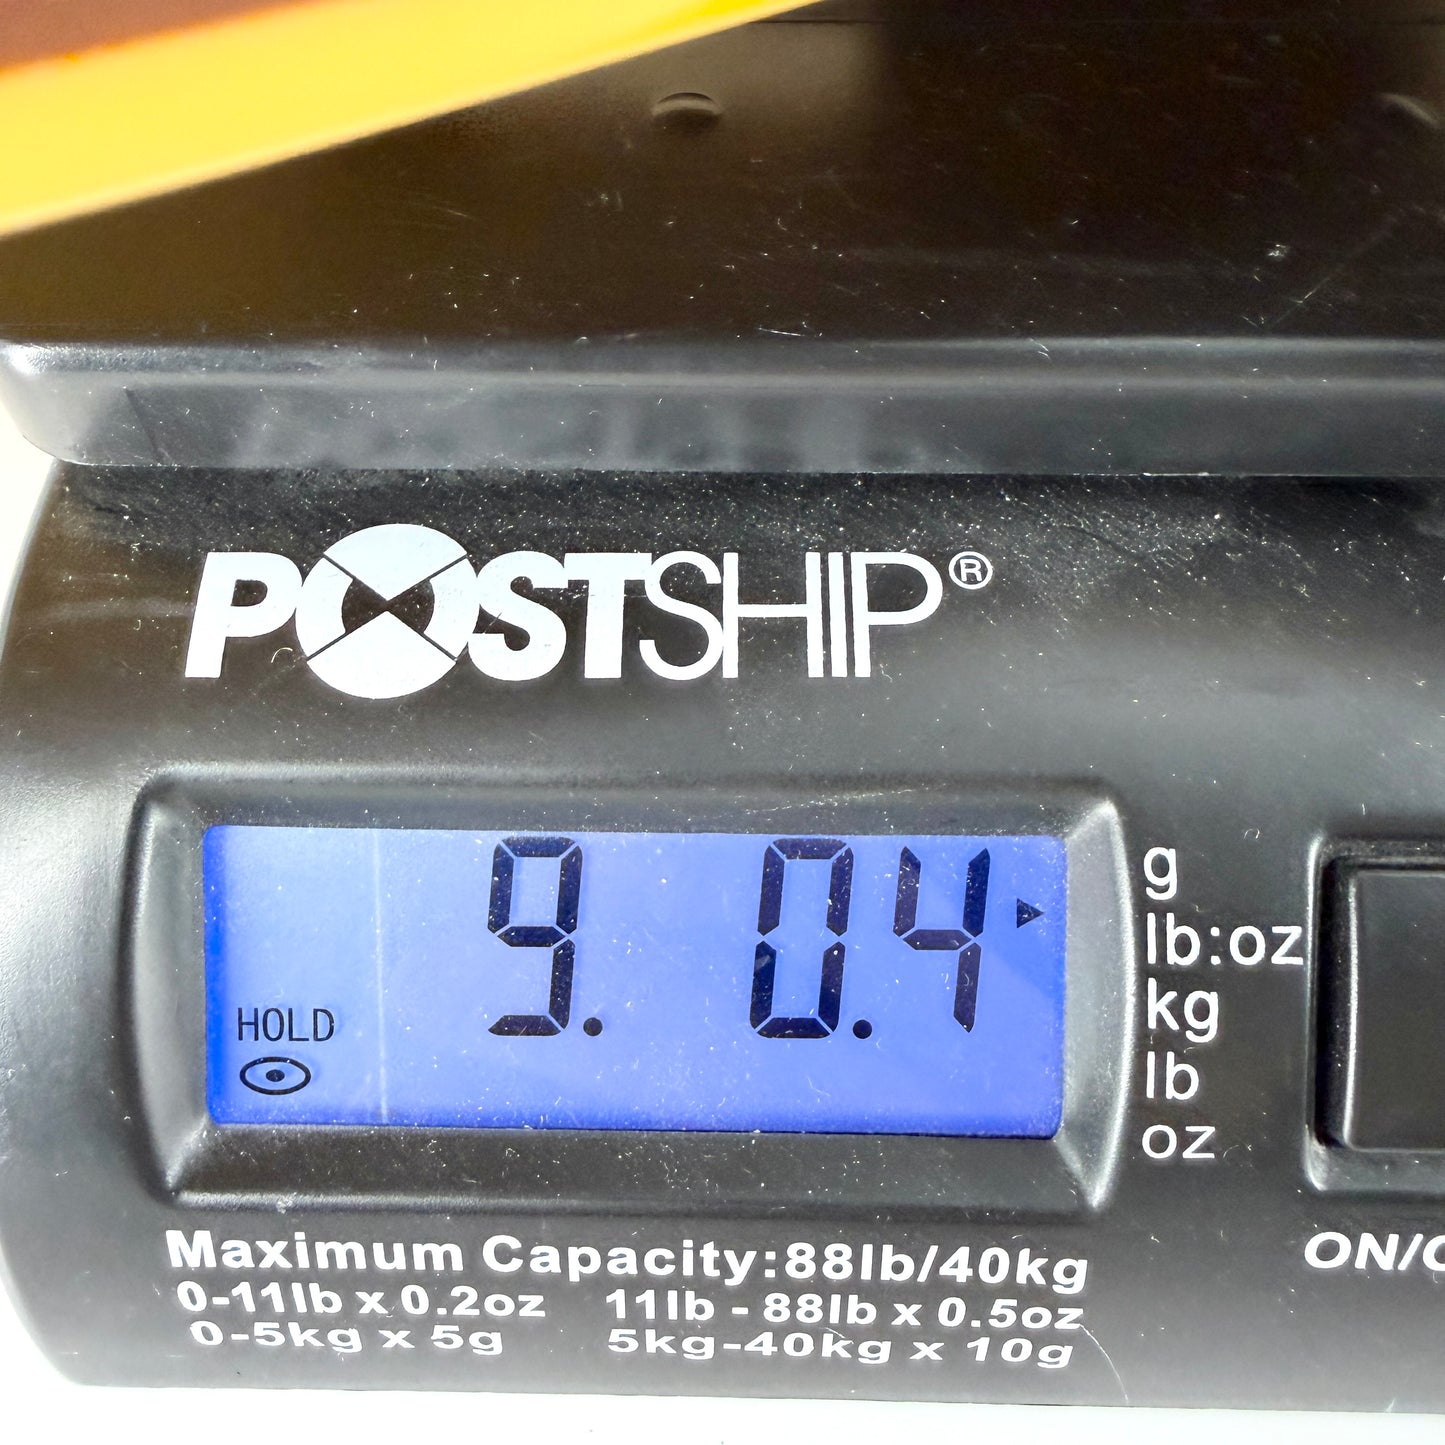 POSTSHIP®
9. 0.4
HOLD
g
lb:oz
kg
lb
oz
Maximum Capacity:88lb/40kg
0-11lb x 0.2oz 11lb - 88lb x 0.5oz
0-5kg x 5g 5kg-40kg x 10g
ON/